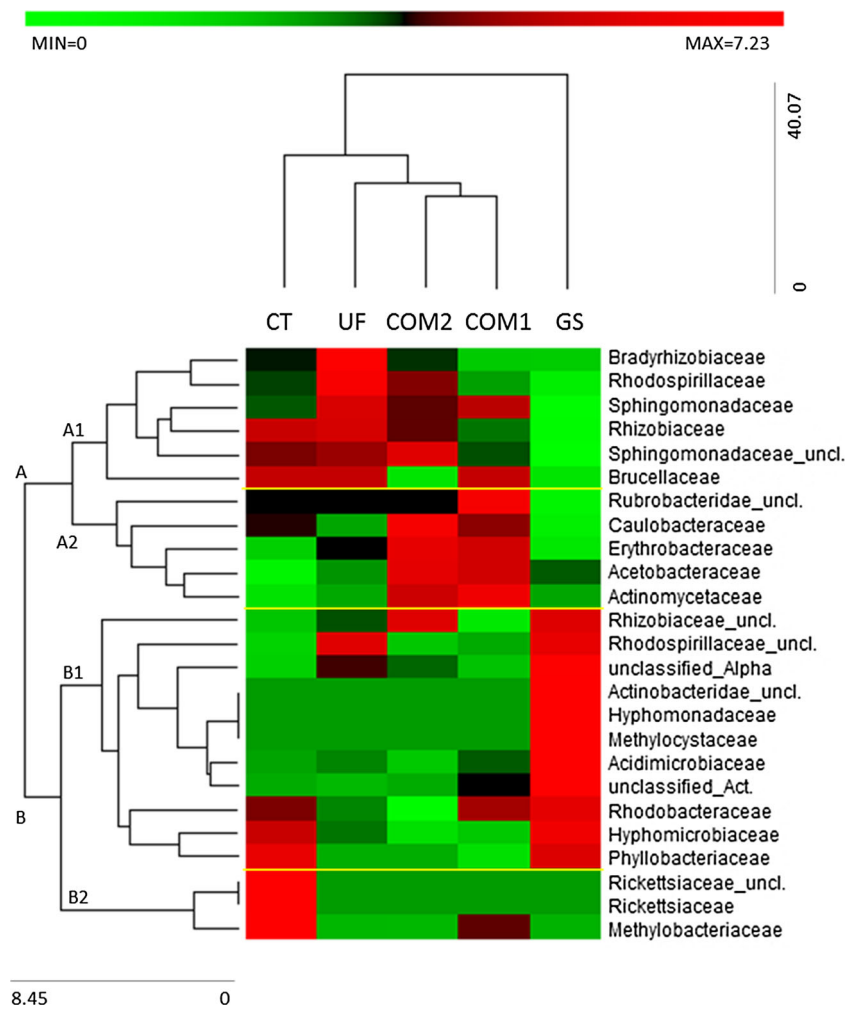 MIN=0 MAX=7.23
40.07
0
CT UF COM2 COM1 GS
Bradyrhizobiaceae
Rhodospirillaceae
Sphingomonadaceae
A1 Rhizobiaceae
Sphingomonadaceae_uncl.
A Brucellaceae
Rubrobacteridae_uncl.
Caulobacteraceae
A2 Erythrobacteraceae
Acetobacteraceae
Actinomycetaceae
Rhizobiaceae_uncl.
Rhodospirillaceae_uncl.
B1 unclassified_Alpha
Actinobacteridae_uncl.
Hyphomonadaceae
Methylocystaceae
Acidimicrobiaceae
unclassified_Act.
B Rhodobacteraceae
Hyphomicrobiaceae
Phyllobacteriaceae
Rickettsiaceae_uncl.
B2 Rickettsiaceae
Methylobacteriaceae
8.45 0